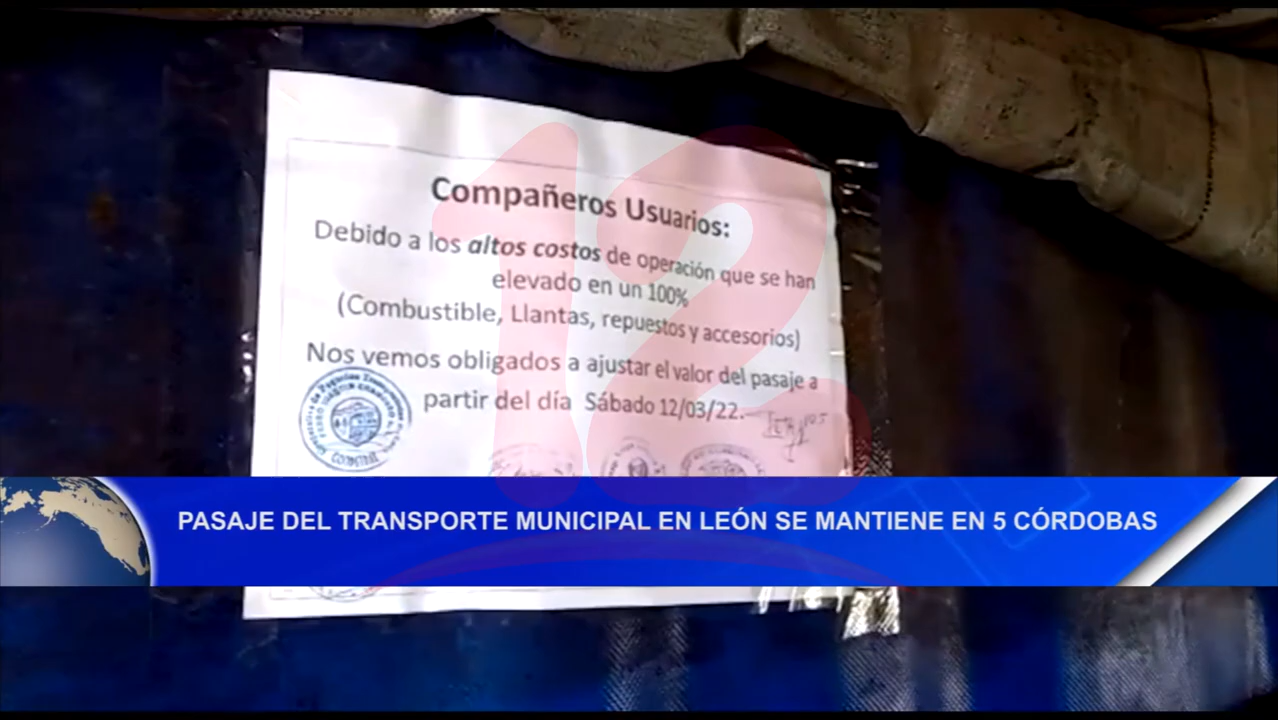 Compañeros Usuarios:
Debido a los altos costos de operación que se han
elevado en un 100%
(Combustible, Llantas, repuestos y accesorios)
Nos vemos obligados a ajustar el valor del pasaje a
partir del día Sábado 12/03/22.
12
PASAJE DEL TRANSPORTE MUNICIPAL EN LEÓN SE MANTIENE EN 5 CÓRDOBAS